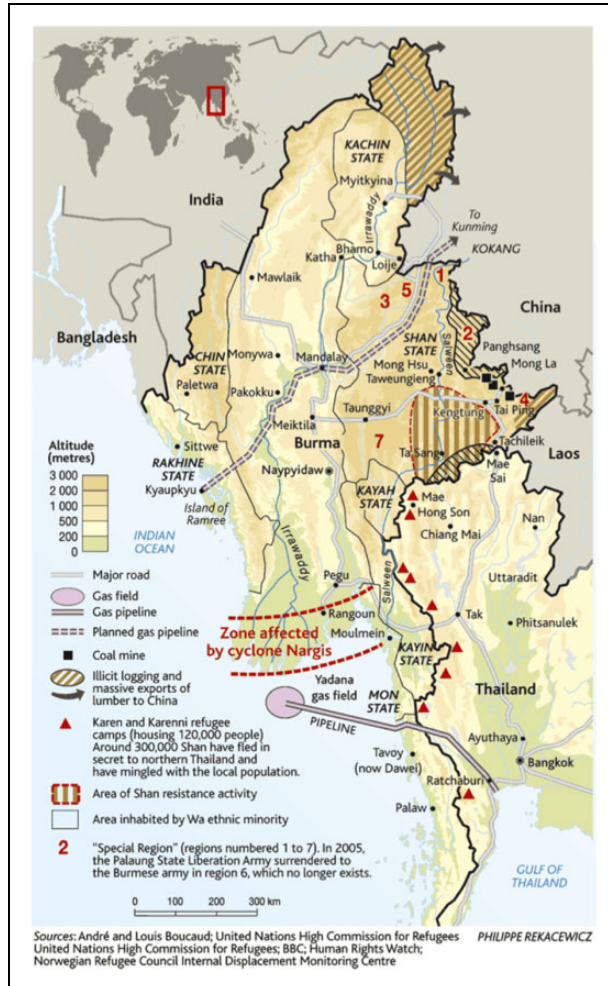 KACHIN
STATE
Myitkyina
India
Irrawaddy
To
Kunming
KOKANG
Katha
Bhamo
Loije
1
5
3
Mawlaik
China
Bangladesh
SHAN
STATE
Salween
2
Panghsang
CHIN STATE
Monywa
Mandalay
Mong Hsu
Taweungieng
Mong La
4
Paletwa
Pakokku
Kengtung
Tai Ping
Meiktila
Taunggyi
Burma
7
Ta Sang
Tachileik
Mae
Sai
Laos
Altitude
(metres)
3 000
2 000
1 000
500
200
0
Sittwe
RAKHINE
STATE
Naypyidaw
Kyaukpyu
Island of
Ramree
KAYAH
STATE
Mae
Hong Son
Nan
Chiang Mai
INDIAN
OCEAN
Irrawaddy
Salween
Uttaradit
Pegu
Rangoun
Tak
Phitsanulek
Zone affected
by cyclone Nargis
Moulmein
KAYIN
STATE
Yadana
gas field
MON
STATE
Thailand
PIPELINE
Ayuthaya
Bangkok
Tavoy
(now Dawei)
Ratchaburi
Palaw
GULF OF
THAILAND
Major road
Gas field
Gas pipeline
Planned gas pipeline
Coal mine
Illicit logging and
massive exports of
lumber to China
Karen and Karenni refugee
camps (housing 120,000 people)
Around 300,000 Shan have fled in
secret to northern Thailand and
have mingled with the local population.
Area of Shan resistance activity
Area inhabited by Wa ethnic minority
2
"Special Region" (regions numbered 1 to 7). In 2005,
the Palaung State Liberation Army surrendered to
the Burmese army in region 6, which no longer exists.
0 100 200 300 km
Sources: André and Louis Boucaud; United Nations High Commission for Refugees PHILIPPE REKACEWICZ
United Nations High Commission for Refugees; BBC; Human Rights Watch;
Norwegian Refugee Council Internal Displacement Monitoring Centre